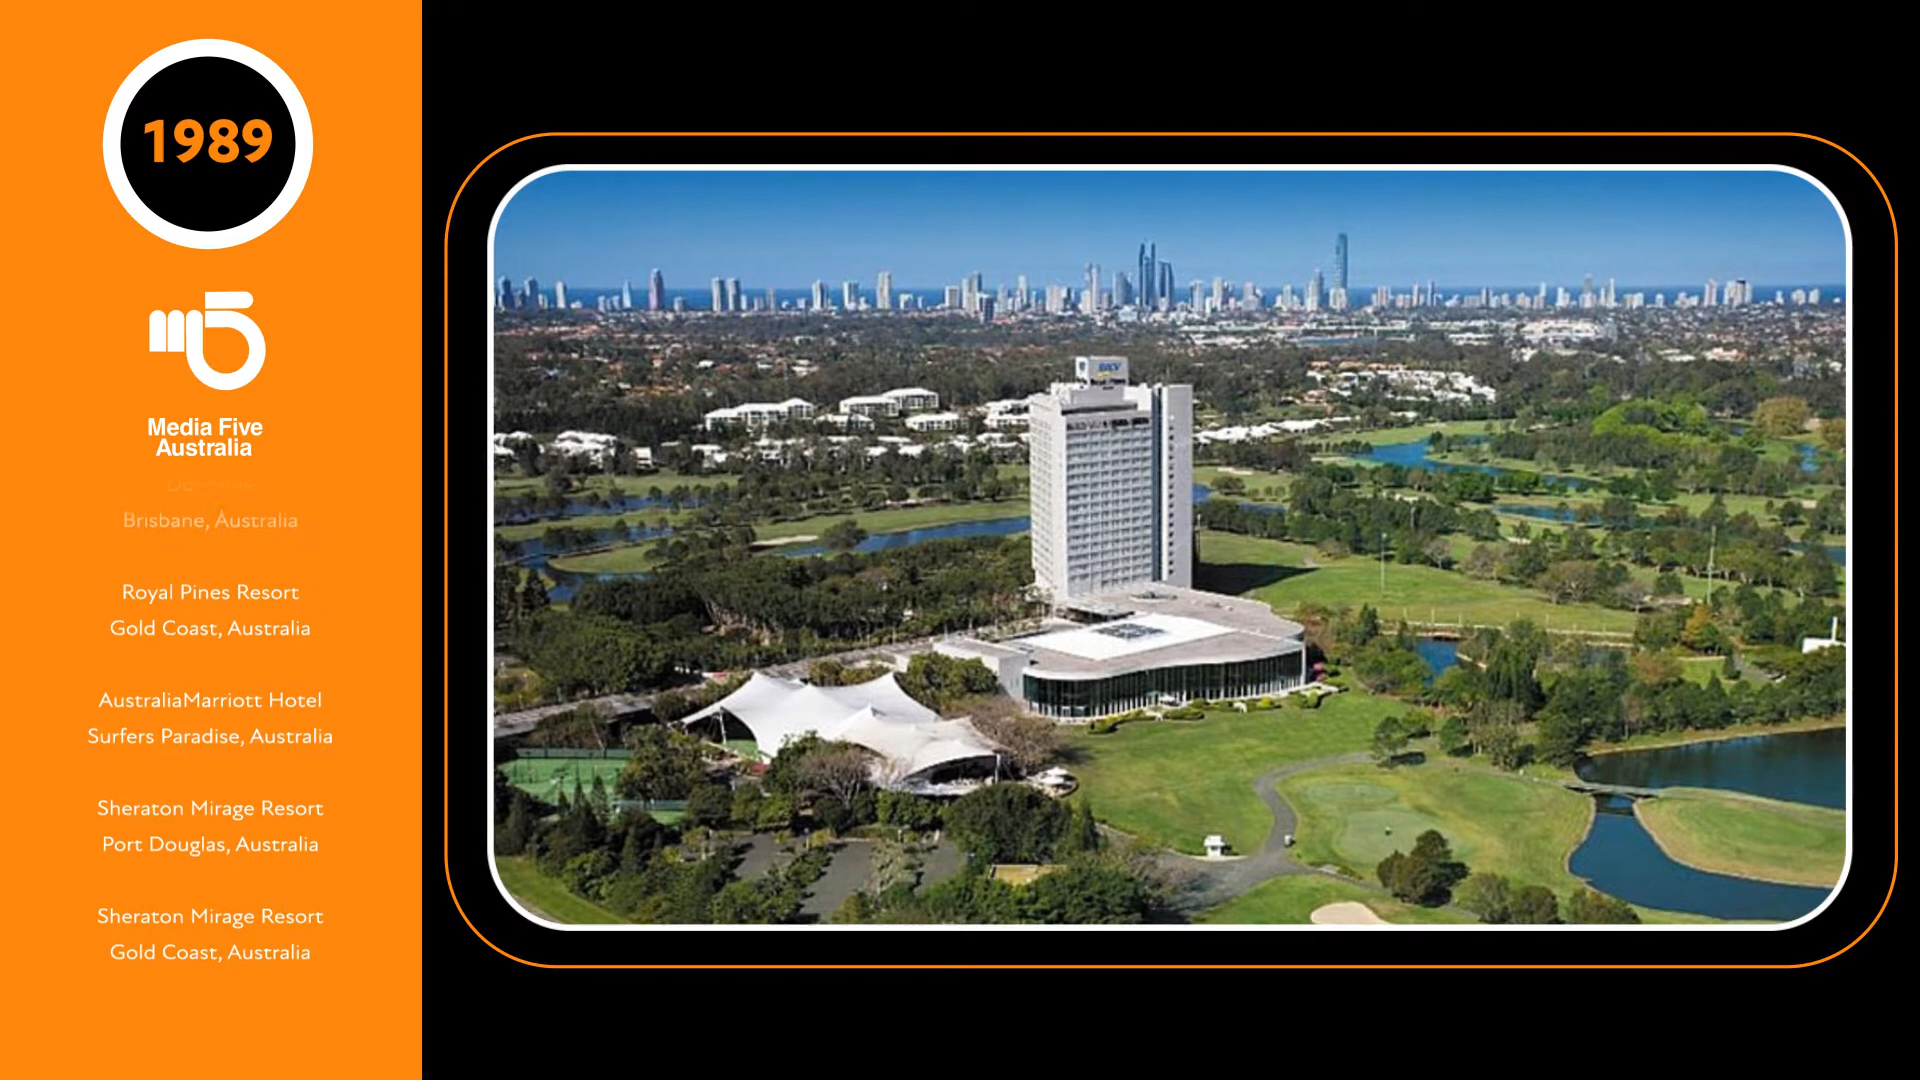 1989
m5
Media Five
Australia
Brisbane, Australia
Royal Pines Resort
Gold Coast, Australia
AustraliaMarriott Hotel
Surfers Paradise, Australia
Sheraton Mirage Resort
Port Douglas, Australia
Sheraton Mirage Resort
Gold Coast, Australia